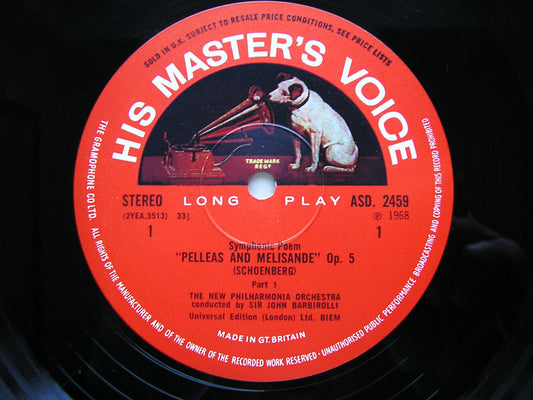 SOLD IN U.K. SUBJECT TO RESALE PRICE CONDITIONS, SEE PRICE LISTS
HIS MASTER'S VOICE
TRADE MARK
REGD
STEREO LONG PLAY ASD. 2459
(2YEA.3513) 33⅓ ℗ 1968
1 1
Symphonic Poem
"PELLEAS AND MELISANDE" Op. 5
(SCHOENBERG)
Part 1
THE NEW PHILHARMONIA ORCHESTRA
conducted by SIR JOHN BARBIROLLI
Universal Edition (London) Ltd. BIEM
MADE IN GT. BRITAIN
THE GRAMOPHONE CO LTD. ALL RIGHTS OF THE MANUFACTURER AND OF THE OWNER OF THE RECORDED WORK RESERVED - UNAUTHORISED PUBLIC PERFORMANCE BROADCASTING AND COPYING OF THIS RECORD PROHIBITED